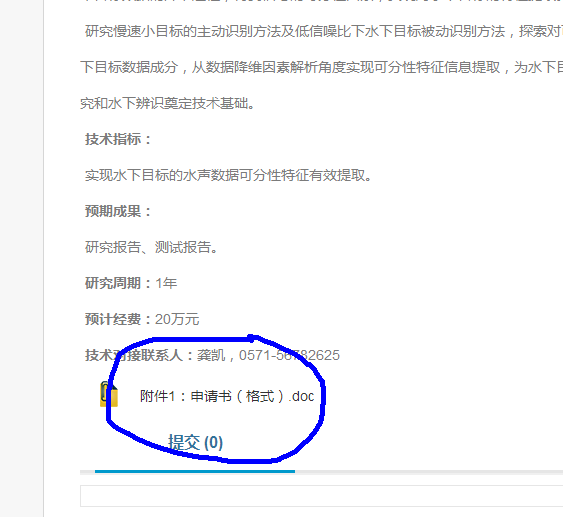 研究慢速小目标的主动识别方法及低信噪比下水下目标被动识别方法，探索对
下目标数据成分，从数据降维因素解析角度实现可分性特征信息提取，为水下目
究和水下辨识奠定技术基础。
技术指标：
实现水下目标的水声数据可分性特征有效提取。
预期成果：
研究报告、测试报告。
研究周期：1年
预计经费：20万元
技术对接联系人：龚凯，0571-56782625
附件1：申请书（格式）.doc
提交 (0)